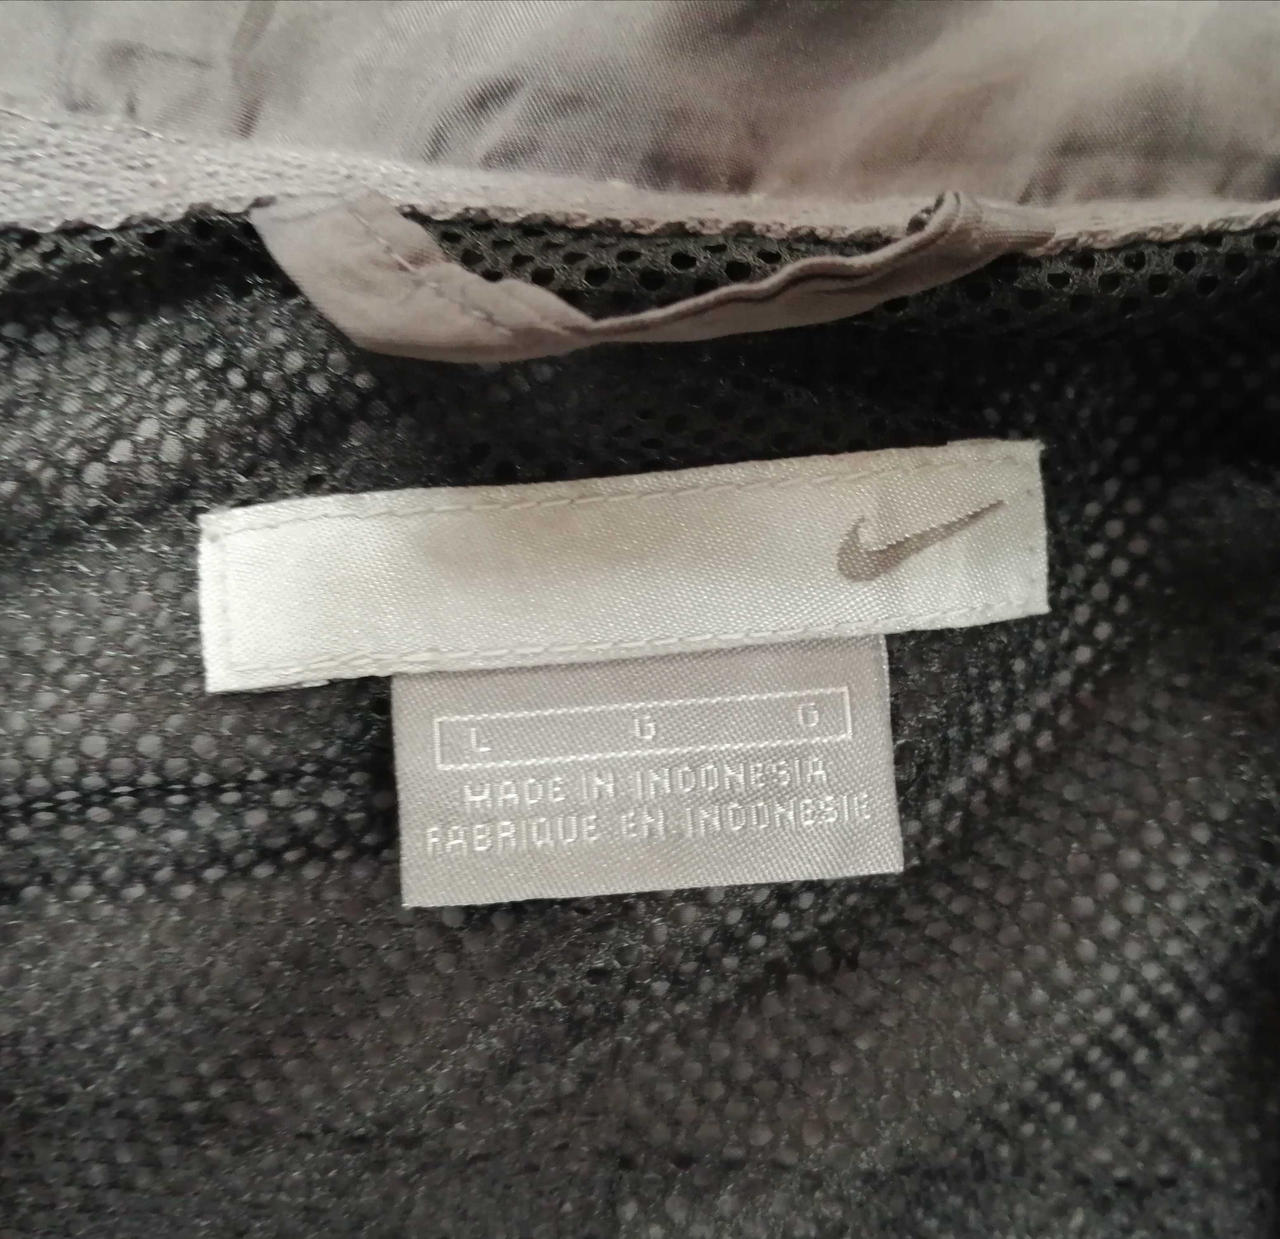 L G G
MADE IN INDONESIA
FABRIQUE EN INDONESIE